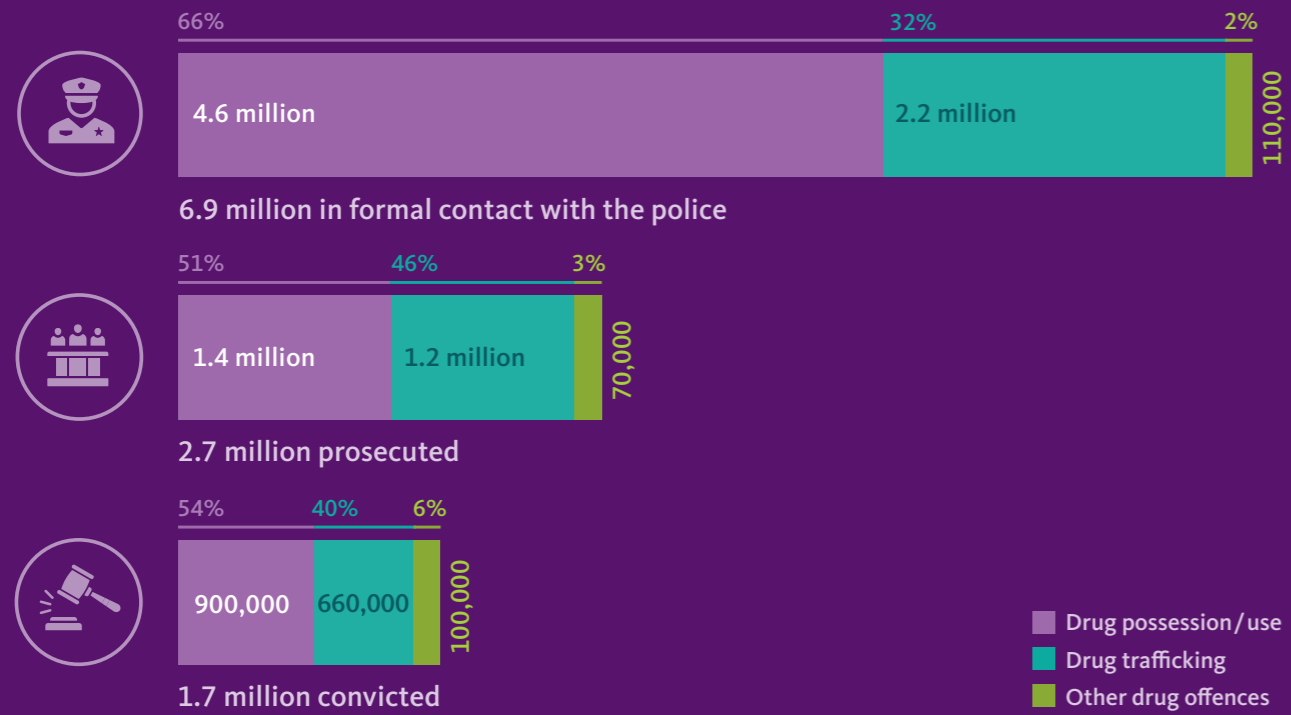 66% 32% 2%
4.6 million 2.2 million 110,000
6.9 million in formal contact with the police
51% 46% 3%
1.4 million 1.2 million 70,000
2.7 million prosecuted
54% 40% 6%
900,000 660,000 100,000
1.7 million convicted
Drug possession/use
Drug trafficking
Other drug offences